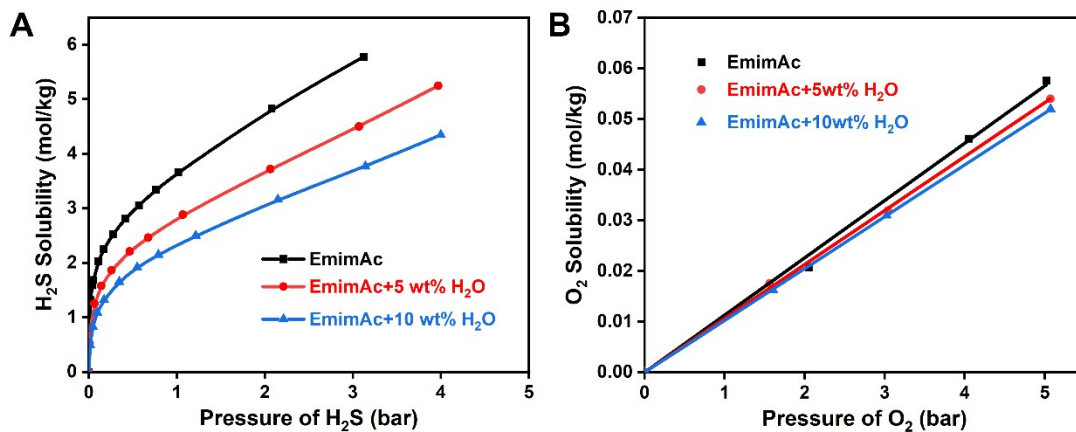 A
H₂S Solubility (mol/kg)
6
5
4
3
2
1
0
EmimAc
EmimAc+5 wt% H₂O
EmimAc+10 wt% H₂O
0 1 2 3 4 5
Pressure of H₂S (bar)
B
O₂ Solubility (mol/kg)
0.07
0.06
0.05
0.04
0.03
0.02
0.01
0.00
EmimAc
EmimAc+5wt% H₂O
EmimAc+10wt% H₂O
0 1 2 3 4 5
Pressure of O₂ (bar)